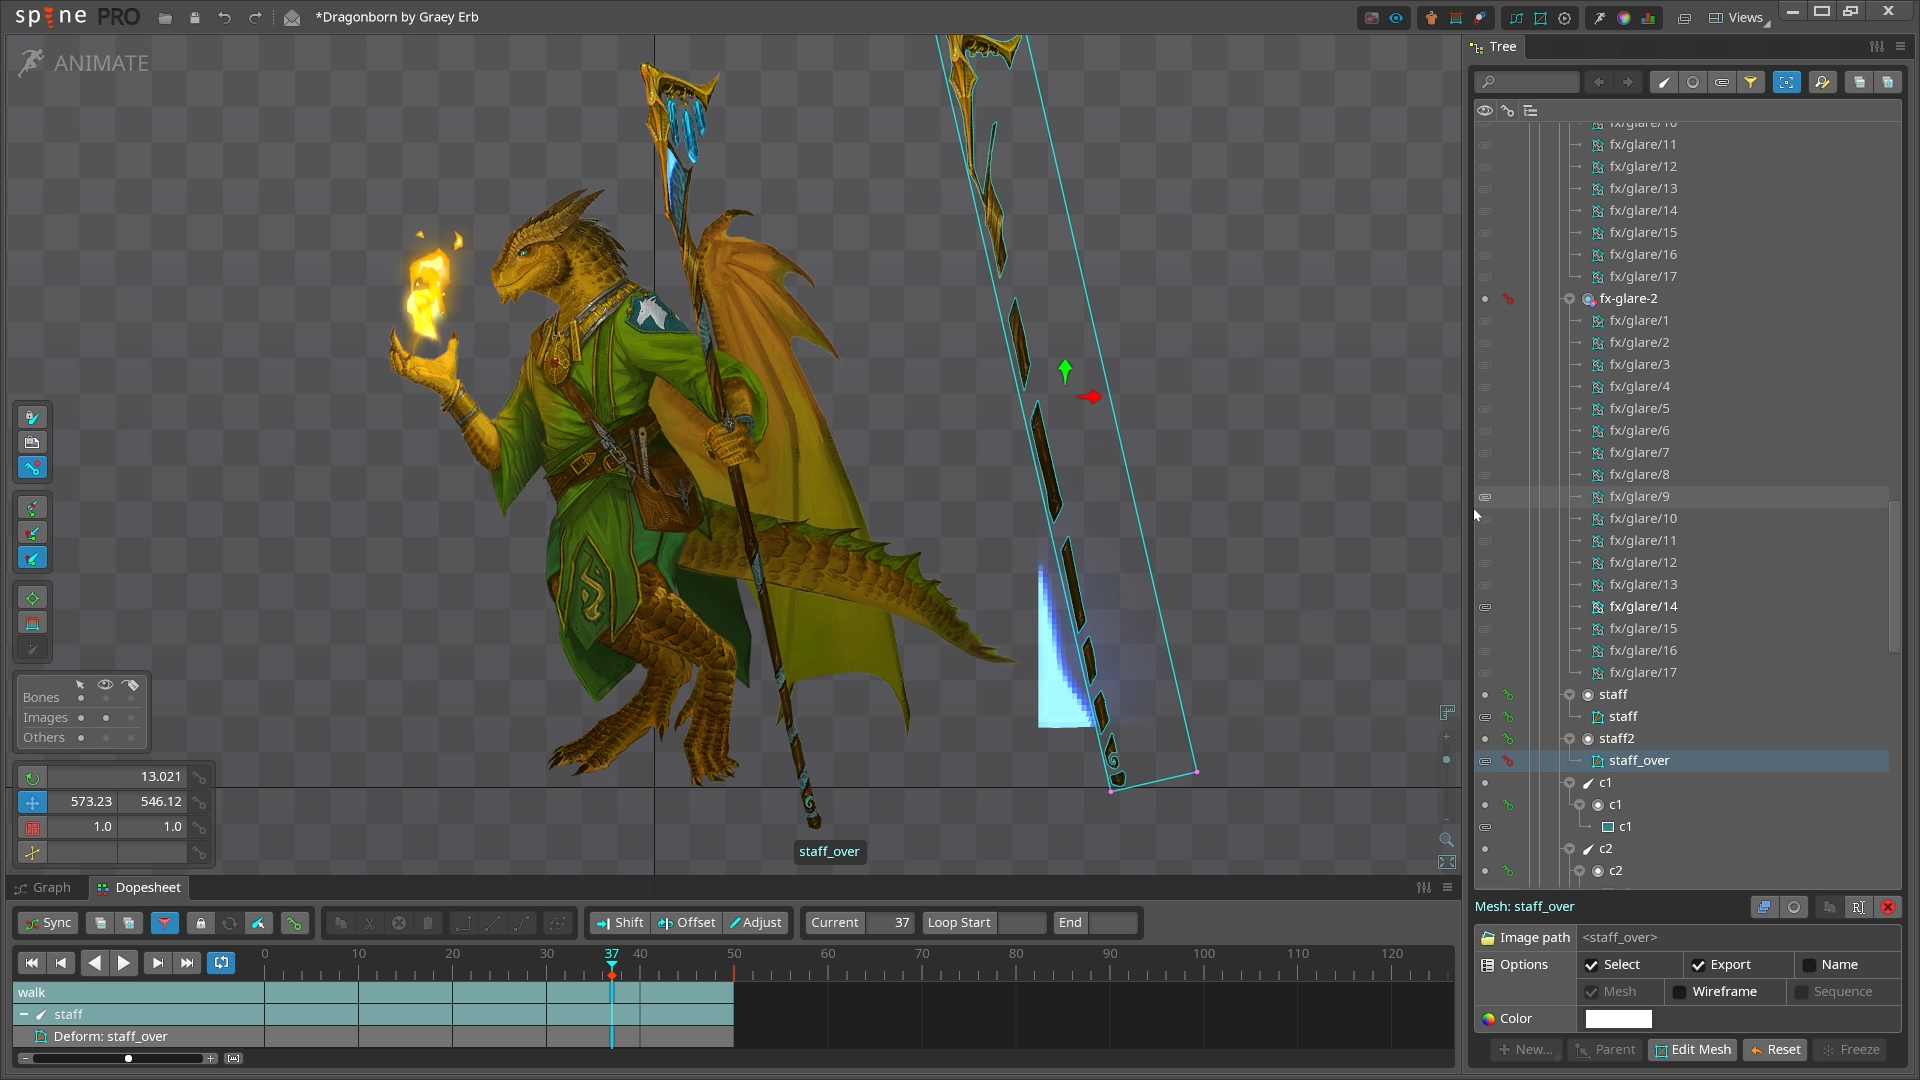 spine PRO
*Dragonborn by Graey Erb
Views
ANIMATE
Tree
fx/glare/10
fx/glare/11
fx/glare/12
fx/glare/13
fx/glare/14
fx/glare/15
fx/glare/16
fx/glare/17
fx-glare-2
fx/glare/1
fx/glare/2
fx/glare/3
fx/glare/4
fx/glare/5
fx/glare/6
fx/glare/7
fx/glare/8
fx/glare/9
fx/glare/10
fx/glare/11
fx/glare/12
fx/glare/13
fx/glare/14
fx/glare/15
fx/glare/16
fx/glare/17
staff
staff
staff2
staff_over
c1
c1
c1
c2
c2
Bones
Images
Others
13.021
573.23 546.12
1.0 1.0
staff_over
Graph Dopesheet
Sync Shift Offset Adjust Current 37 Loop Start End
0 10 20 30 37 40 50 60 70 80 90 100 110 120
walk
staff
Deform: staff_over
Mesh: staff_over
Image path <staff_over>
Options Select Export Name
Mesh Wireframe Sequence
Color
New... Parent Edit Mesh Reset Freeze